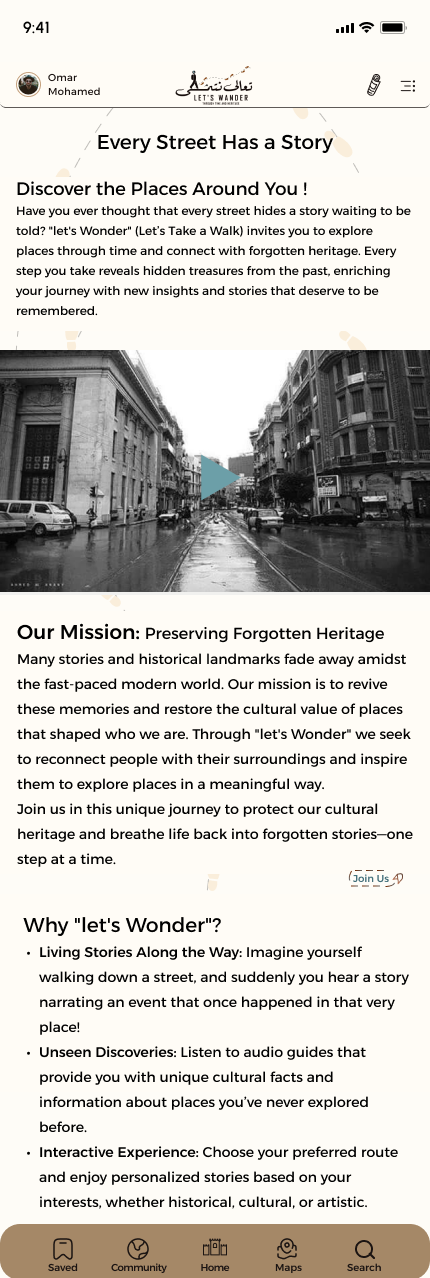 9:41
Omar
Mohamed
تعالى نتمشى
LET'S WANDER
THROUGH TIME AND HERITAGE
Every Street Has a Story
Discover the Places Around You !
Have you ever thought that every street hides a story waiting to be
told? "let's Wonder" (Let's Take a Walk) invites you to explore
places through time and connect with forgotten heritage. Every
step you take reveals hidden treasures from the past, enriching
your journey with new insights and stories that deserve to be
remembered.
Our Mission: Preserving Forgotten Heritage
Many stories and historical landmarks fade away amidst
the fast-paced modern world. Our mission is to revive
these memories and restore the cultural value of places
that shaped who we are. Through "let's Wonder" we seek
to reconnect people with their surroundings and inspire
them to explore places in a meaningful way.
Join us in this unique journey to protect our cultural
heritage and breathe life back into forgotten stories—one
step at a time.
Join Us
Why "let's Wonder"?
• Living Stories Along the Way: Imagine yourself
walking down a street, and suddenly you hear a story
narrating an event that once happened in that very
place!
• Unseen Discoveries: Listen to audio guides that
provide you with unique cultural facts and
information about places you've never explored
before.
• Interactive Experience: Choose your preferred route
and enjoy personalized stories based on your
interests, whether historical, cultural, or artistic.
Saved
Community
Home
Maps
Search